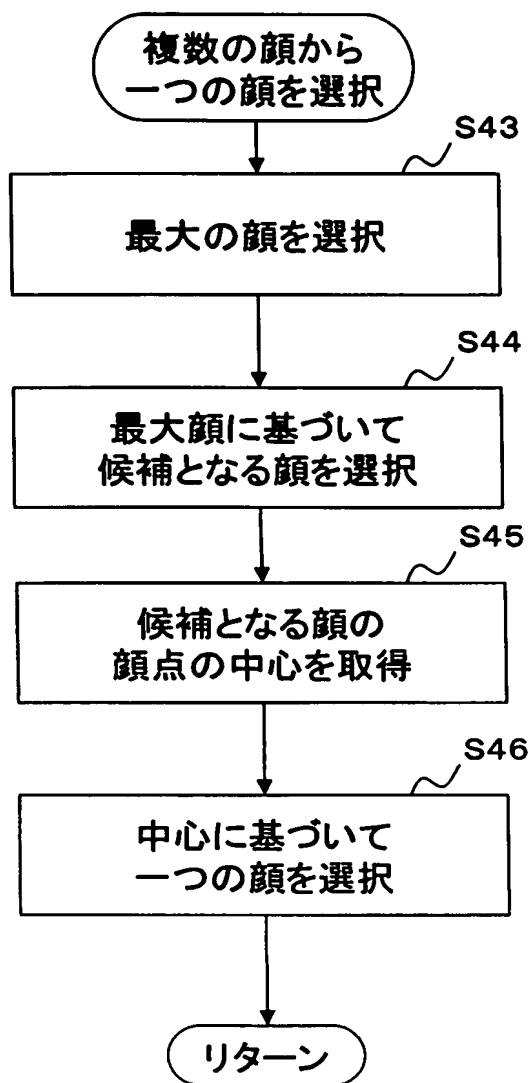 複数の顔から
一つの顔を選択
S43
最大の顔を選択
S44
最大顔に基づいて
候補となる顔を選択
S45
候補となる顔の
顔点の中心を取得
S46
中心に基づいて
一つの顔を選択
リターン